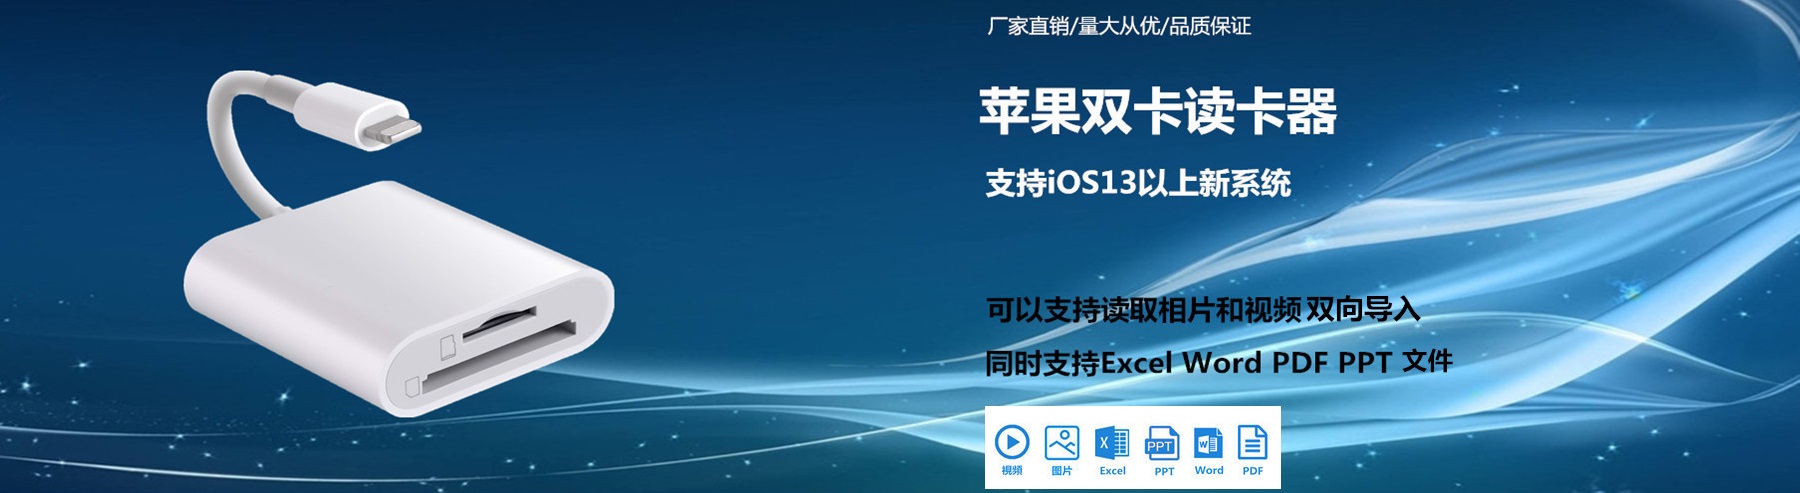 厂家直销/量大从优/品质保证
苹果双卡读卡器
支持iOS13以上新系统
可以支持读取相片和视频 双向导入
同时支持Excel Word PDF PPT 文件
X PPT W
視頻 图片 Excel PPT Word PDF